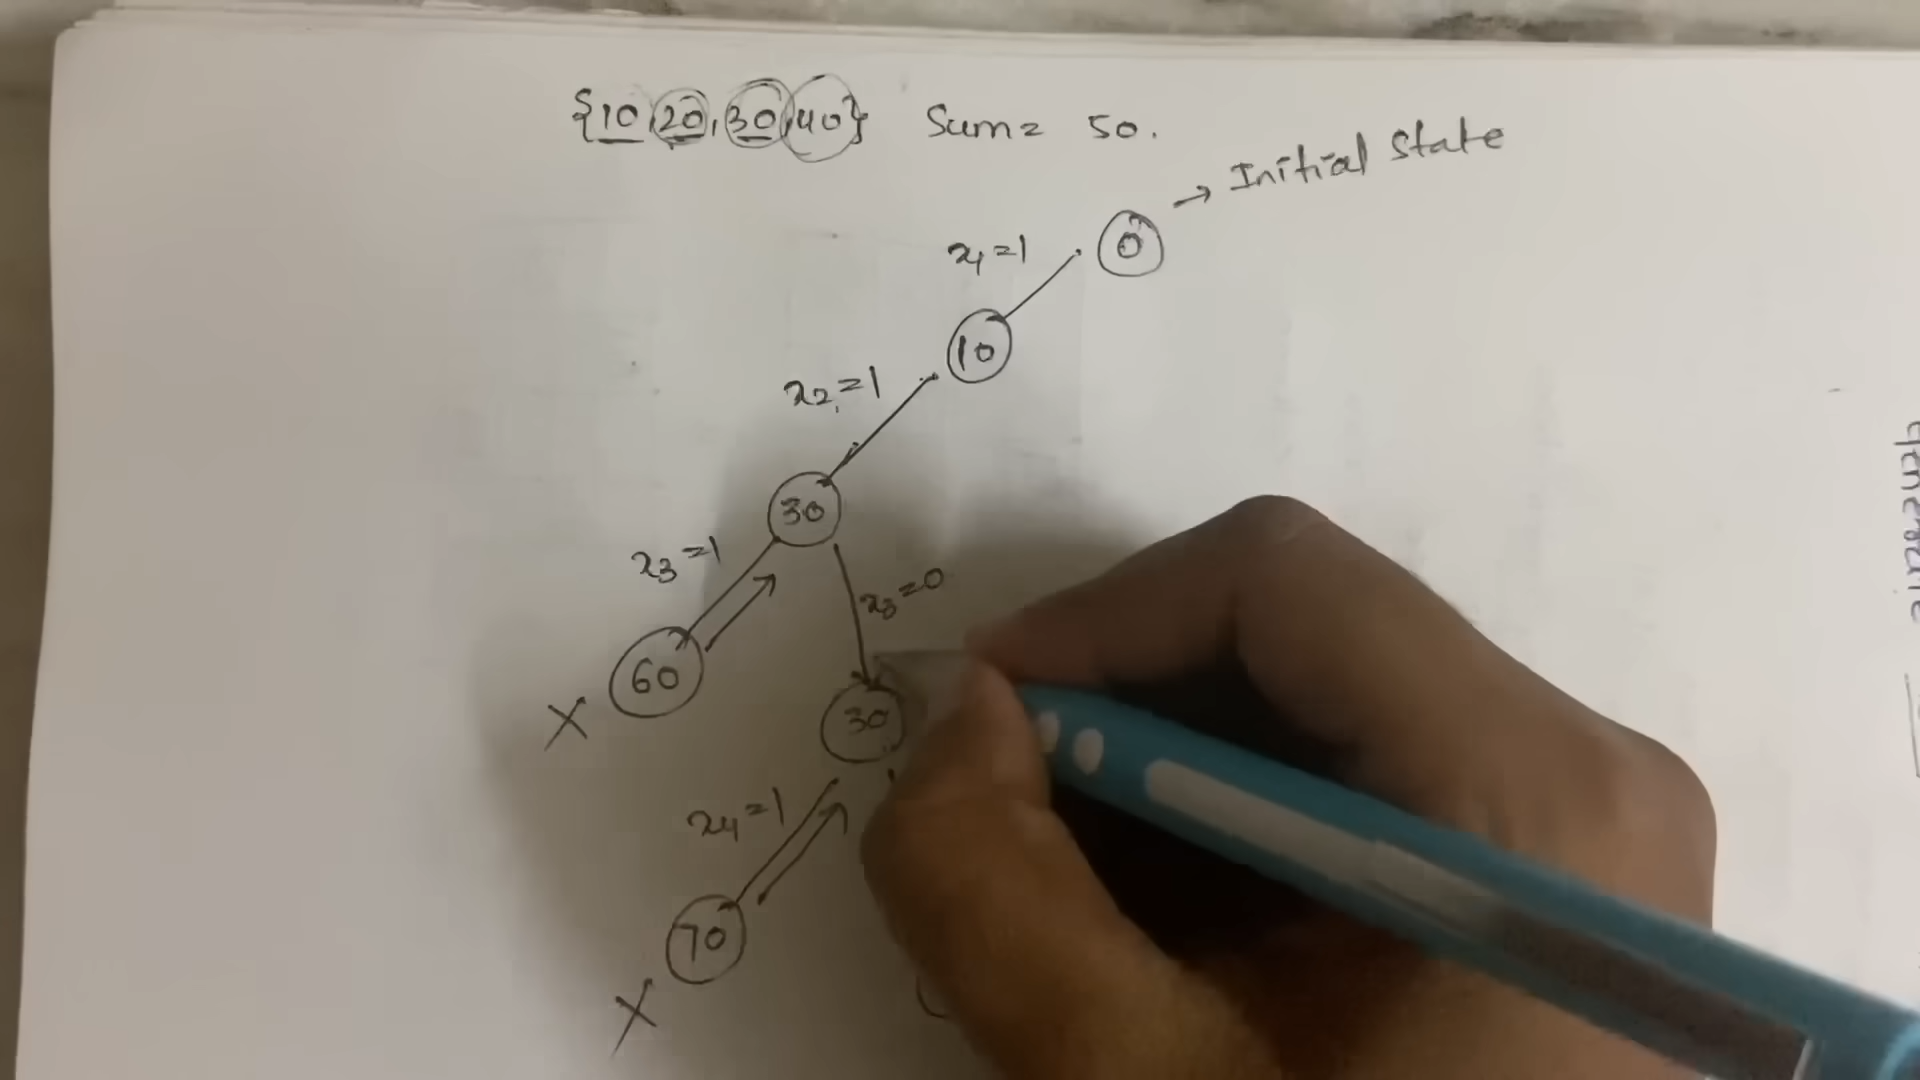 {10,20,30,40} Sum= 50.
→ Initial State
0
x1=1
10
x2=1
30
x3=1
x3=0
60
X
30
x4=1
70
X